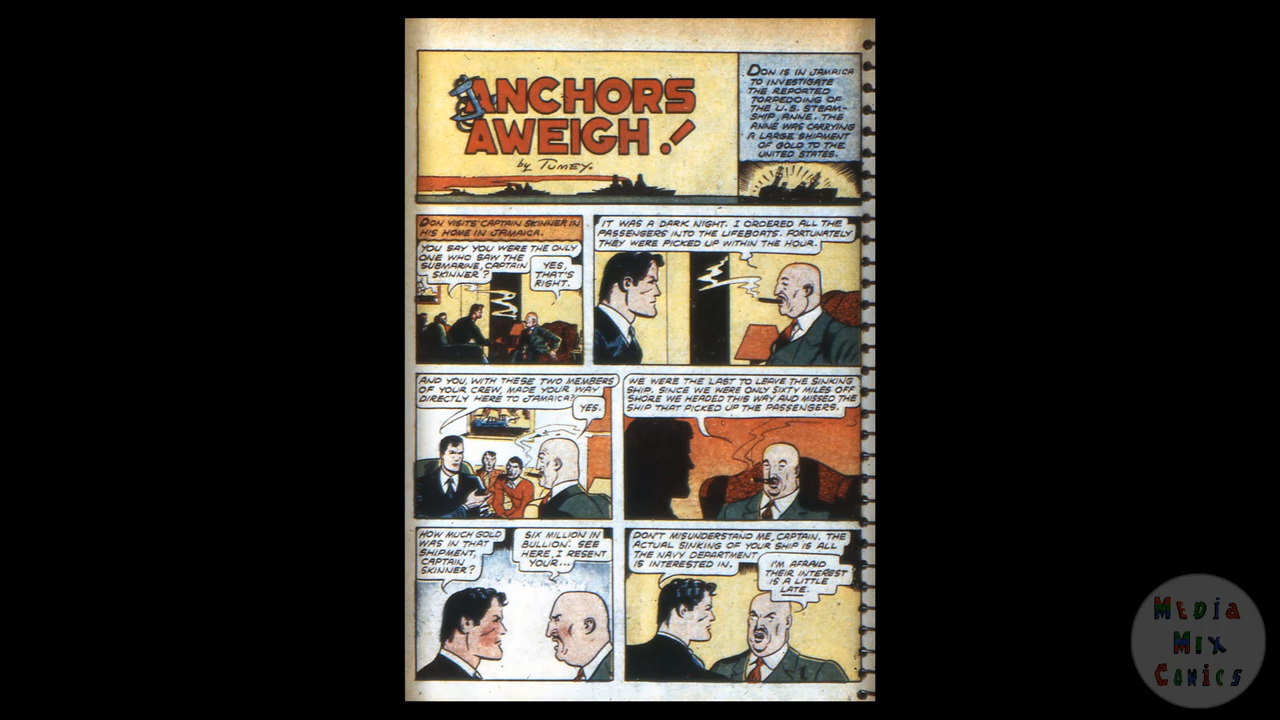 ANCHORS
AWEIGH!
by TUMEY.
DON IS IN JAMAICA
TO INVESTIGATE
THE REPORTED
TORPEDOING OF
THE U.S. STEAM-
SHIP, ANNE. THE
ANNE WAS CARRYING
A LARGE SHIPMENT
OF GOLD TO THE
UNITED STATES.
DON VISITS CAPTAIN SKINNER IN
HIS HOME IN JAMAICA.
YOU SAY YOU WERE THE ONLY
ONE WHO SAW THE
SUBMARINE, CAPTAIN
SKINNER?
YES,
THAT'S
RIGHT.
IT WAS A DARK NIGHT. I ORDERED ALL THE
PASSENGERS INTO THE LIFEBOATS. FORTUNATELY
THEY WERE PICKED UP WITHIN THE HOUR.
AND YOU, WITH THESE TWO MEMBERS
OF YOUR CREW, MADE YOUR WAY
DIRECTLY HERE TO JAMAICA?
YES.
WE WERE THE LAST TO LEAVE THE SINKING
SHIP. SINCE WE WERE ONLY SIXTY MILES OFF
SHORE WE HEADED THIS WAY AND MISSED THE
SHIP THAT PICKED UP THE PASSENGERS.
HOW MUCH GOLD
WAS IN THAT
SHIPMENT,
CAPTAIN
SKINNER?
SIX MILLION IN
BULLION. SEE
HERE, I RESENT
YOUR...
DON'T MISUNDERSTAND ME, CAPTAIN. THE
ACTUAL SINKING OF YOUR SHIP IS ALL
THE NAVY DEPARTMENT
IS INTERESTED IN.
I'M AFRAID
THEIR INTEREST
IS A LITTLE
LATE.
MEDiA
MiX
COMiCS